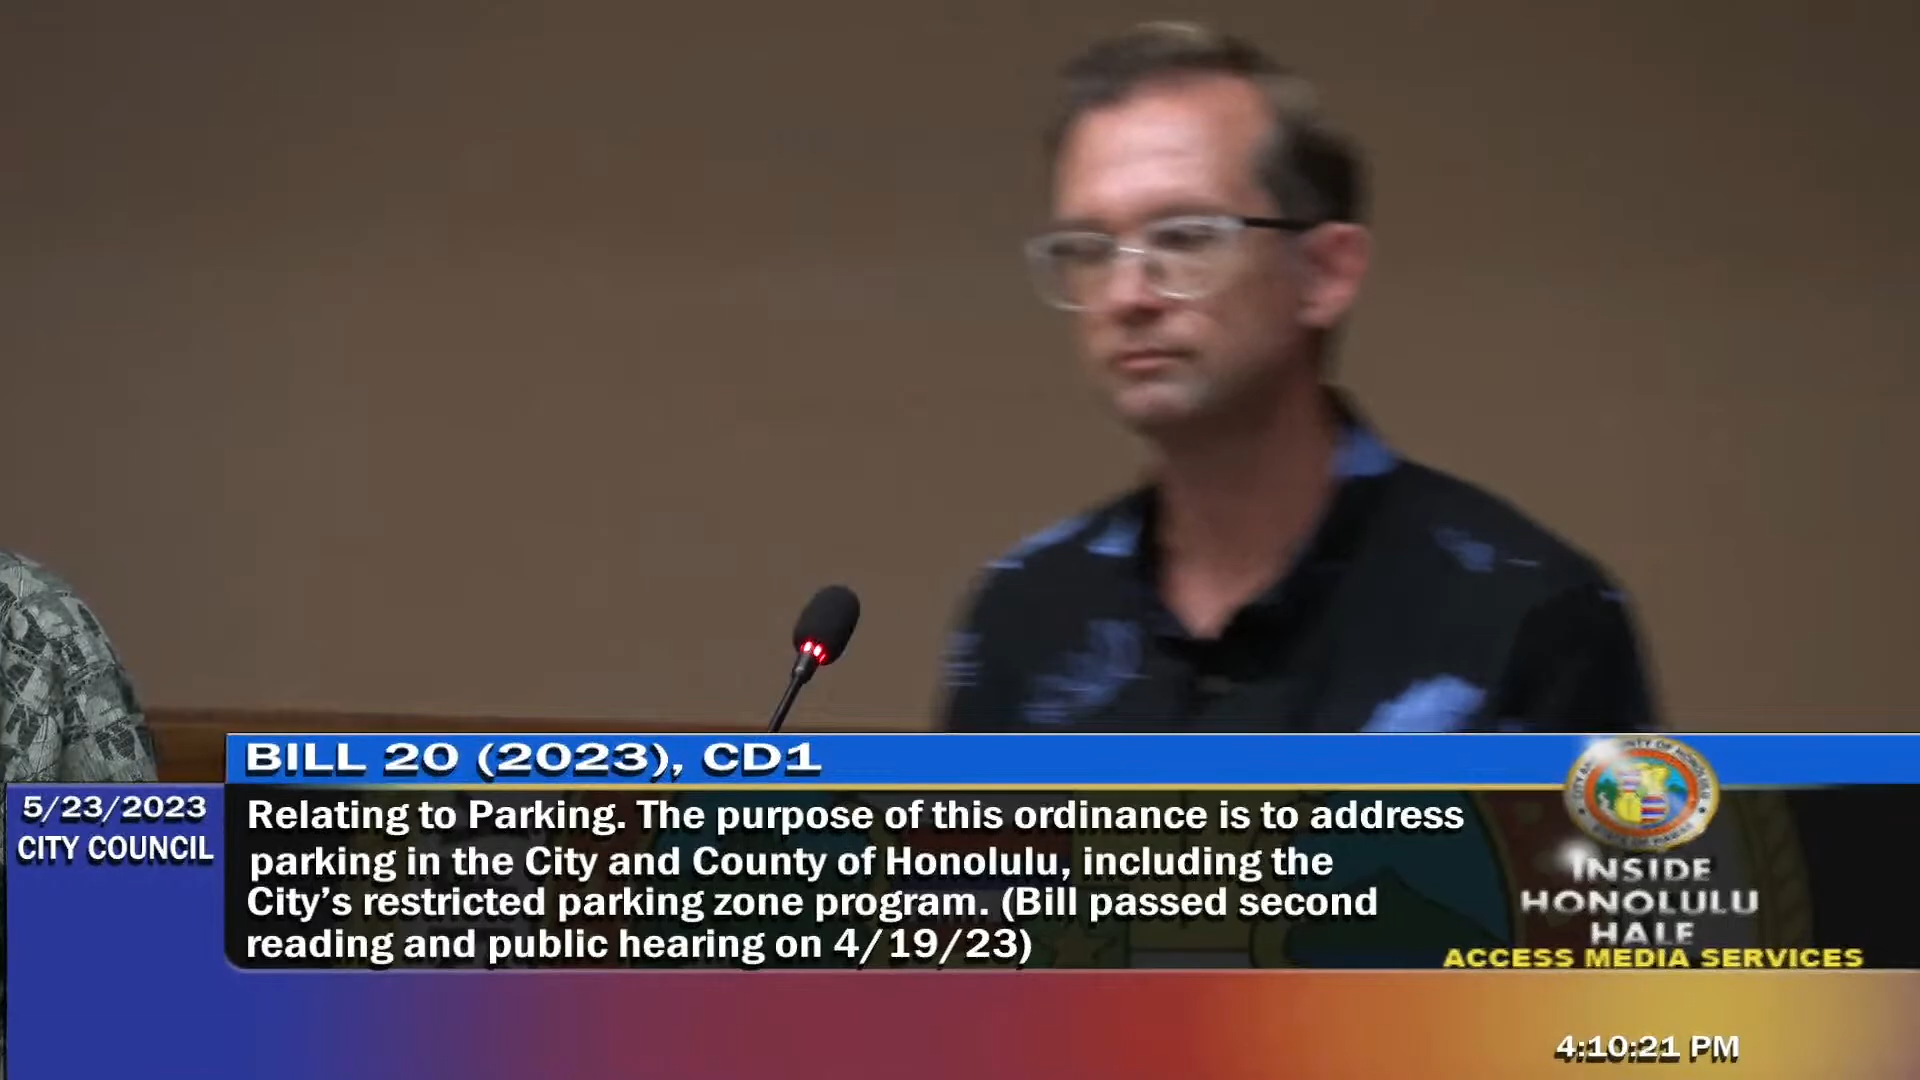 BILL 20 (2023), CD1
5/23/2023
CITY COUNCIL
Relating to Parking. The purpose of this ordinance is to address
parking in the City and County of Honolulu, including the
City’s restricted parking zone program. (Bill passed second
reading and public hearing on 4/19/23)
INSIDE
HONOLULU
HALE
ACCESS MEDIA SERVICES
4:10:21 PM